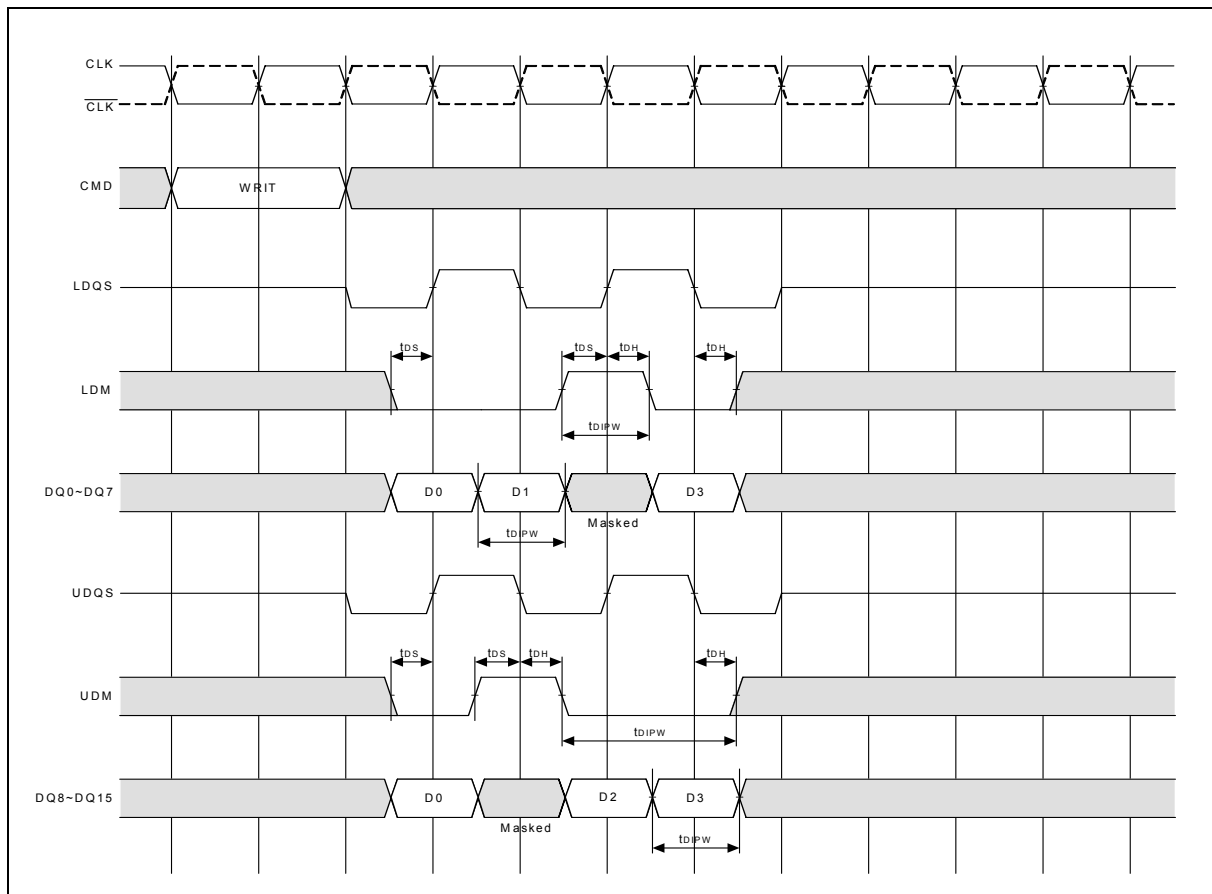 CLK
CLK
CMD
WRIT
LDQS
tDS
tDS
tDH
tDH
LDM
tDIPW
DQ0~DQ7
D0
D1
D3
Masked
tDIPW
UDQS
tDS
tDS
tDH
tDH
UDM
tDIPW
DQ8~DQ15
D0
D2
D3
Masked
tDIPW